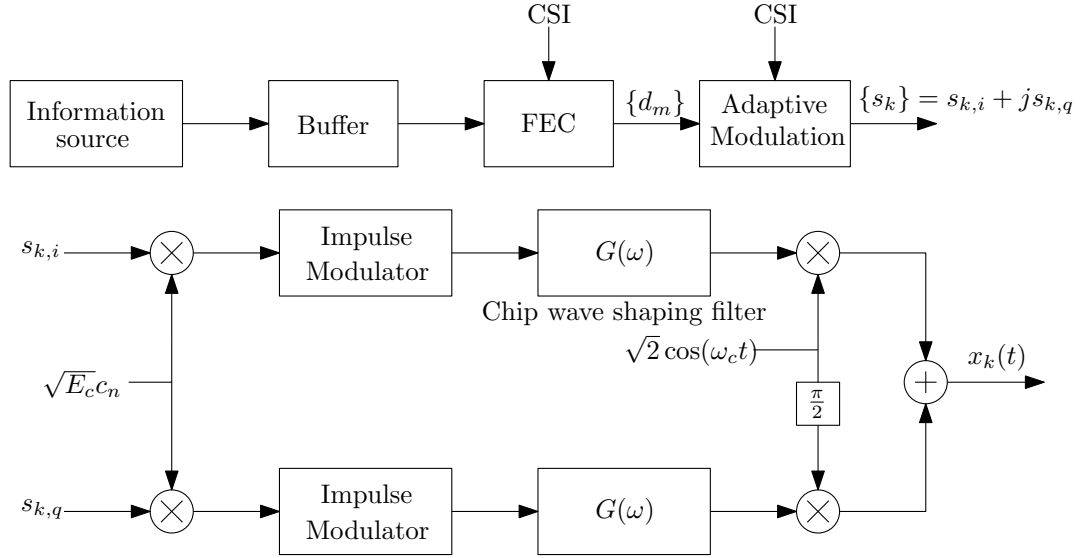 CSI
CSI
Information
source
Buffer
FEC
{d_m}
Adaptive
Modulation
{s_k} = s_{k,i} + js_{k,q}
s_{k,i}
Impulse
Modulator
G(ω)
Chip wave shaping filter
√2 cos(ω_c t)
√E_c c_n
π/2
x_k(t)
s_{k,q}
Impulse
Modulator
G(ω)